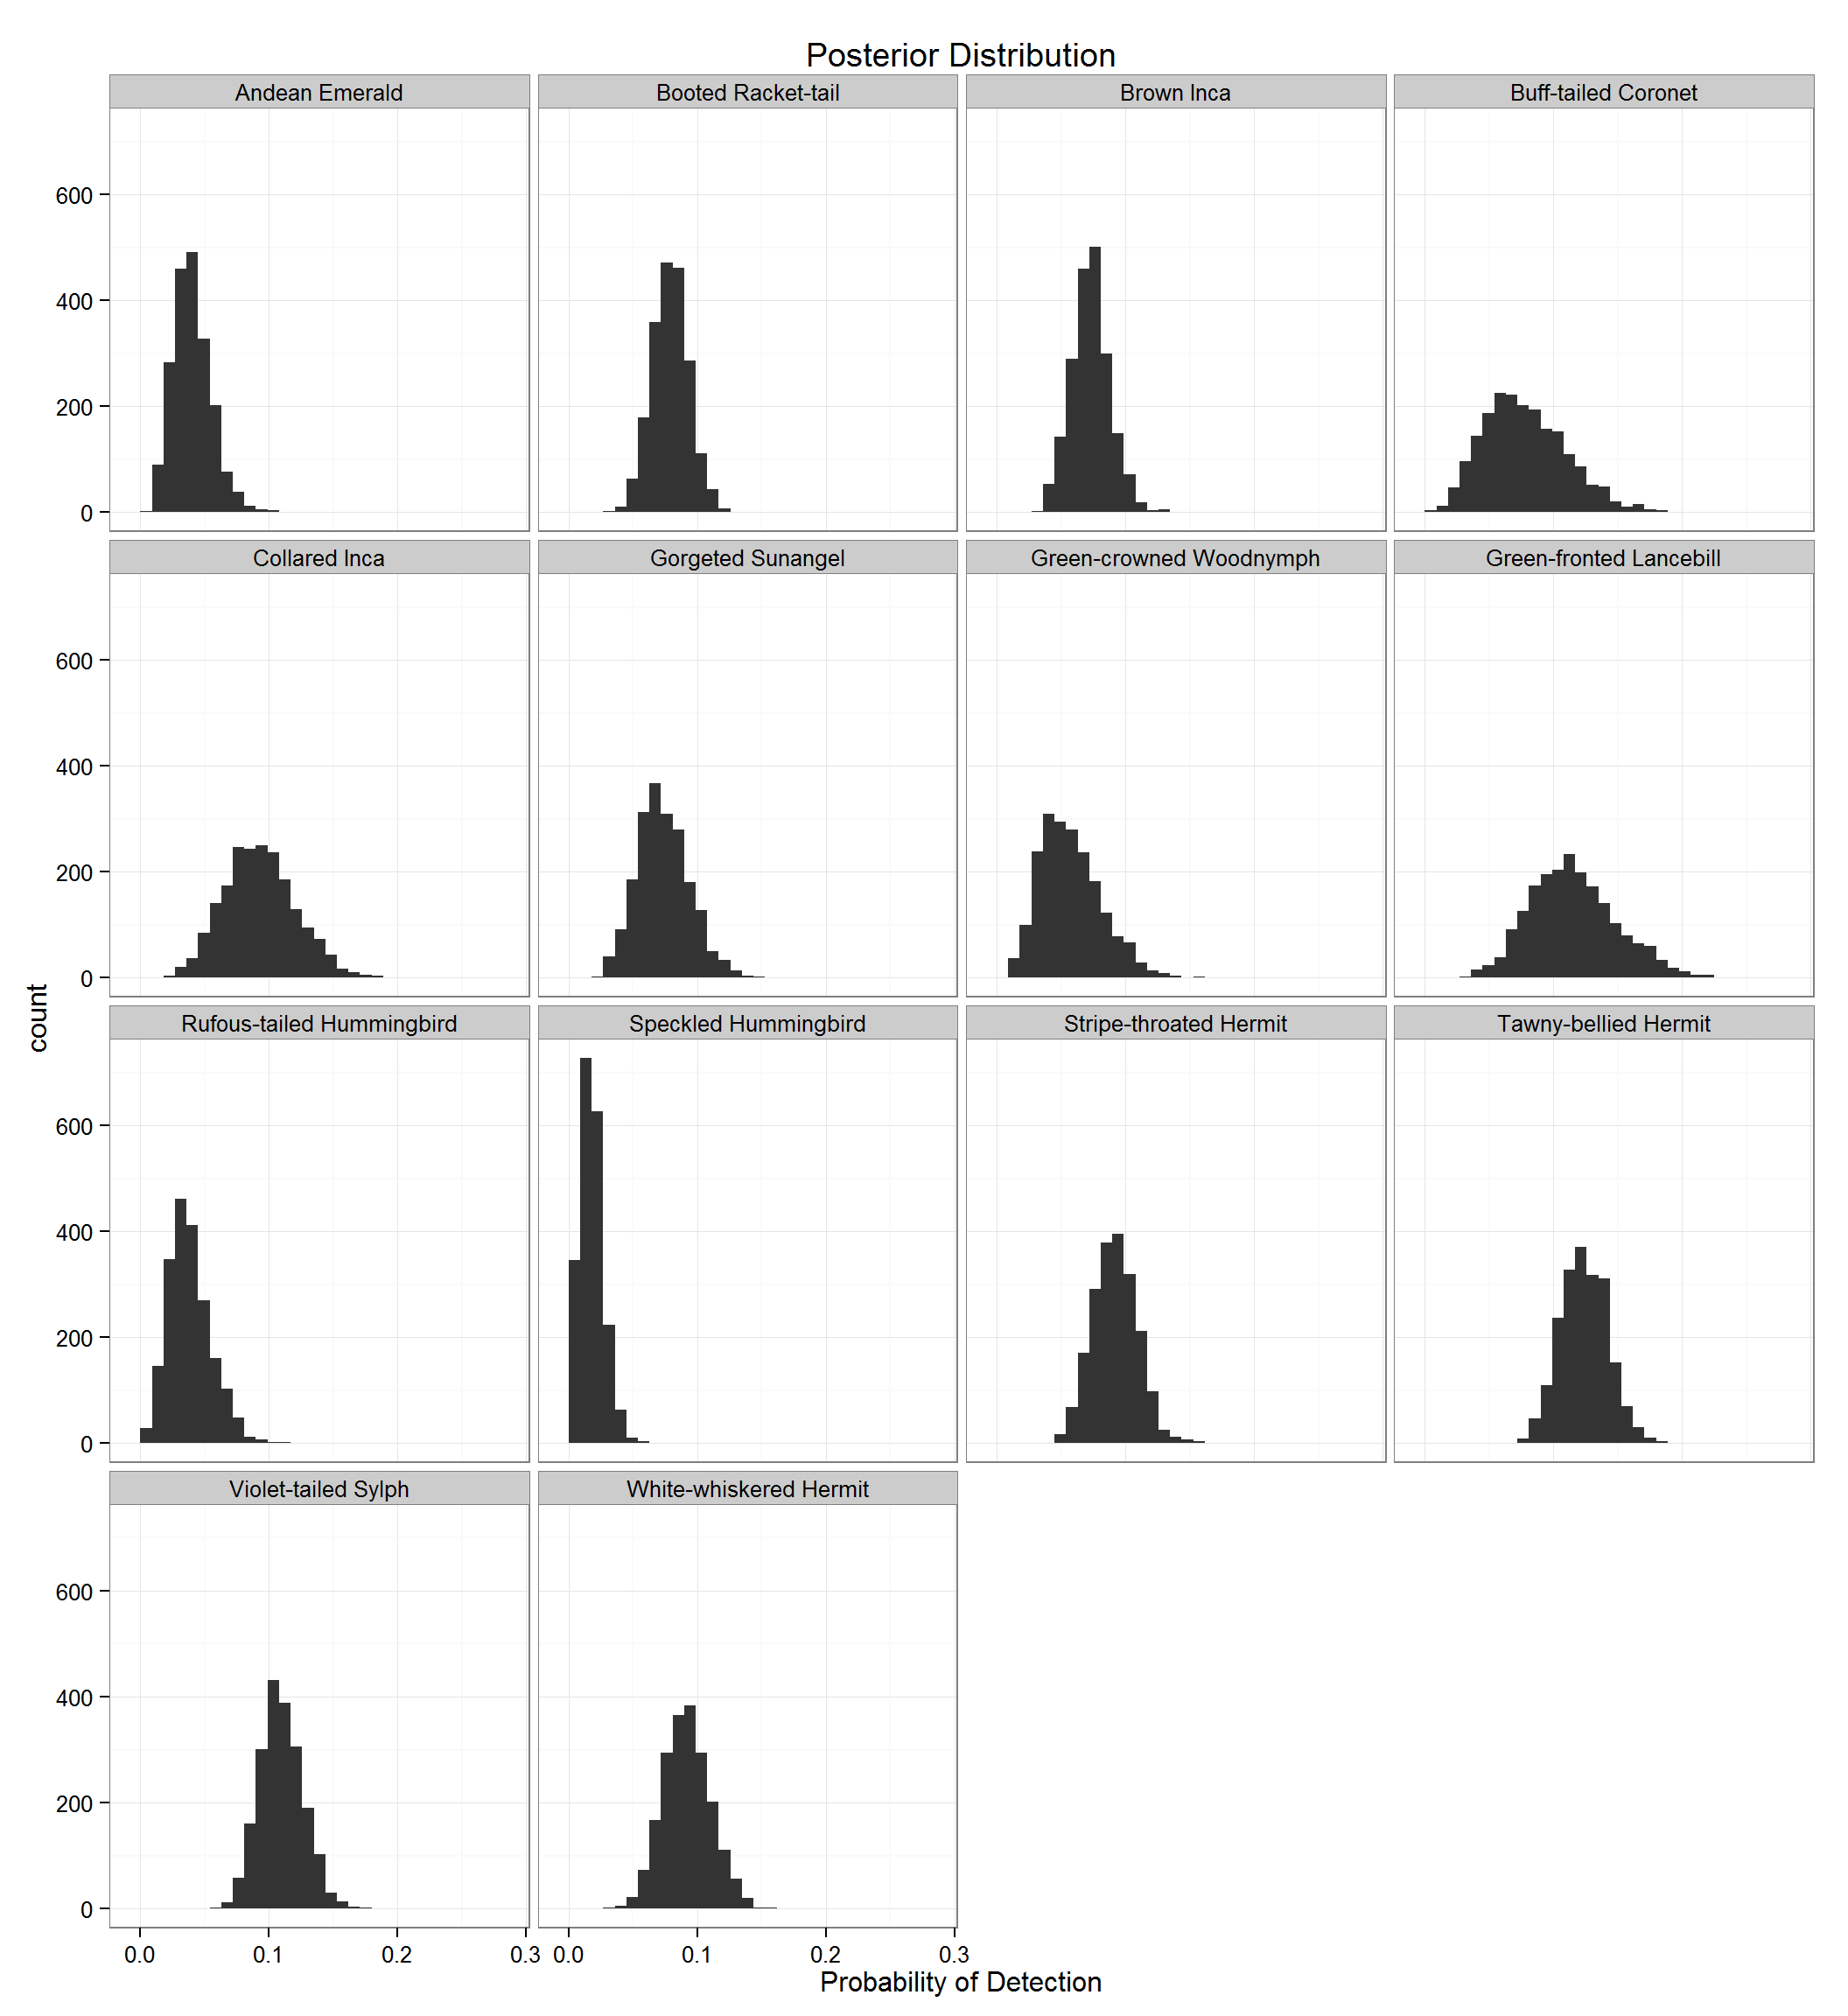 Posterior Distribution
Andean Emerald Booted Racket-tail Brown Inca Buff-tailed Coronet
600
400
200
0
Collared Inca Gorgeted Sunangel Green-crowned Woodnymph Green-fronted Lancebill
600
400
200
0
count
Rufous-tailed Hummingbird Speckled Hummingbird Stripe-throated Hermit Tawny-bellied Hermit
600
400
200
0
Violet-tailed Sylph White-whiskered Hermit
600
400
200
0
0.0 0.1 0.2 0.3 0.0 0.1 0.2 0.3
Probability of Detection